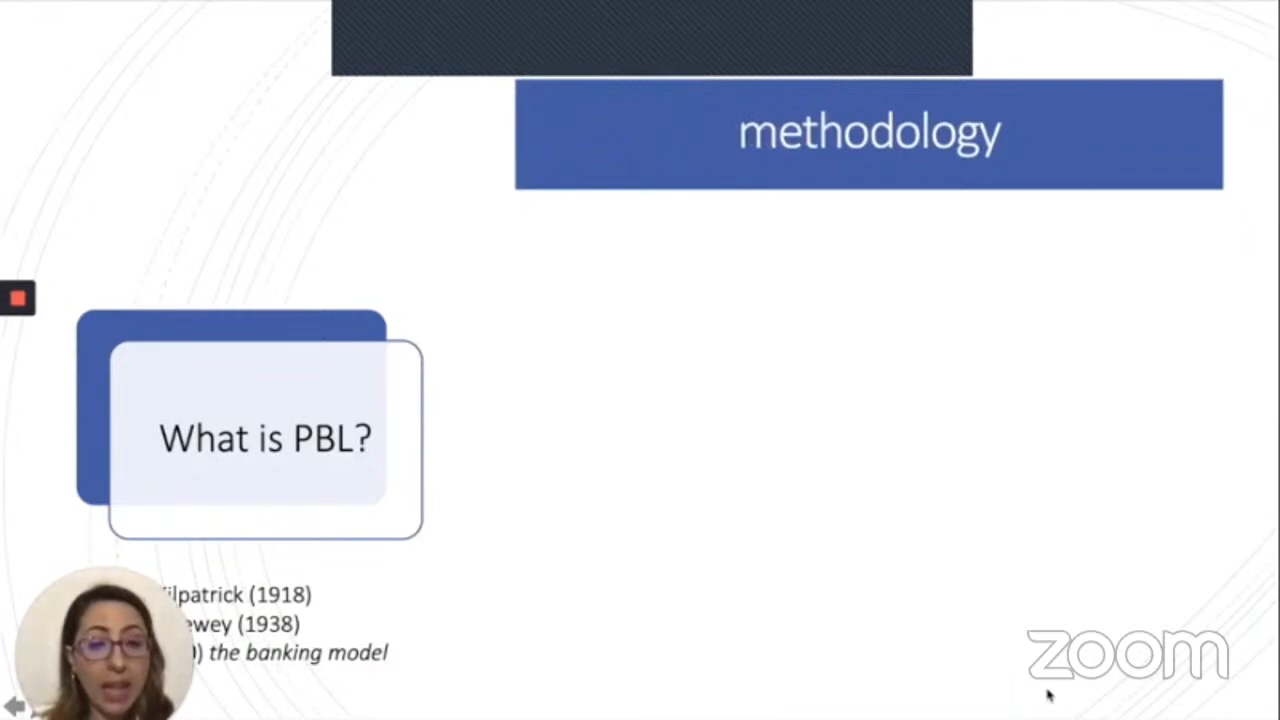 methodology
What is PBL?
ilpatrick (1918)
ewey (1938)
) the banking model
zoom